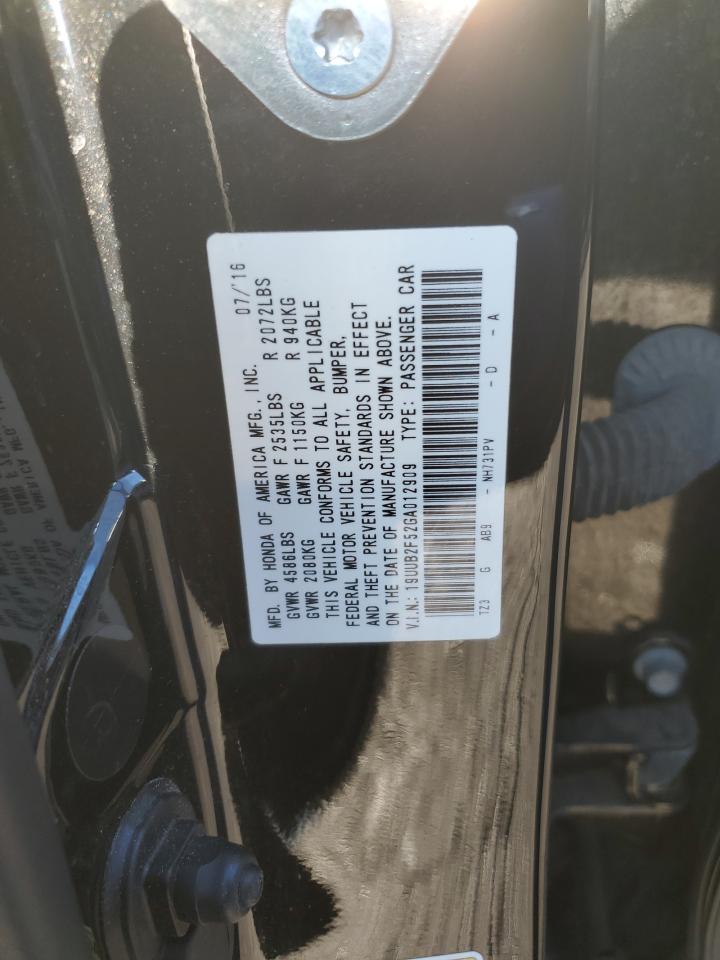 MFD. BY HONDA OF AMERICA MFG., INC. 07/'16
GVWR 4586LBS GAWR F 2535LBS R 2072LBS
GVWR 2080KG GAWR F 1150KG R 940KG
THIS VEHICLE CONFORMS TO ALL APPLICABLE
FEDERAL MOTOR VEHICLE SAFETY, BUMPER,
AND THEFT PREVENTION STANDARDS IN EFFECT
ON THE DATE OF MANUFACTURE SHOWN ABOVE.
V.I.N.: 19UUB2F52GA012909 TYPE: PASSENGER CAR
TZ3 G AB9 - NH731PV - D - A